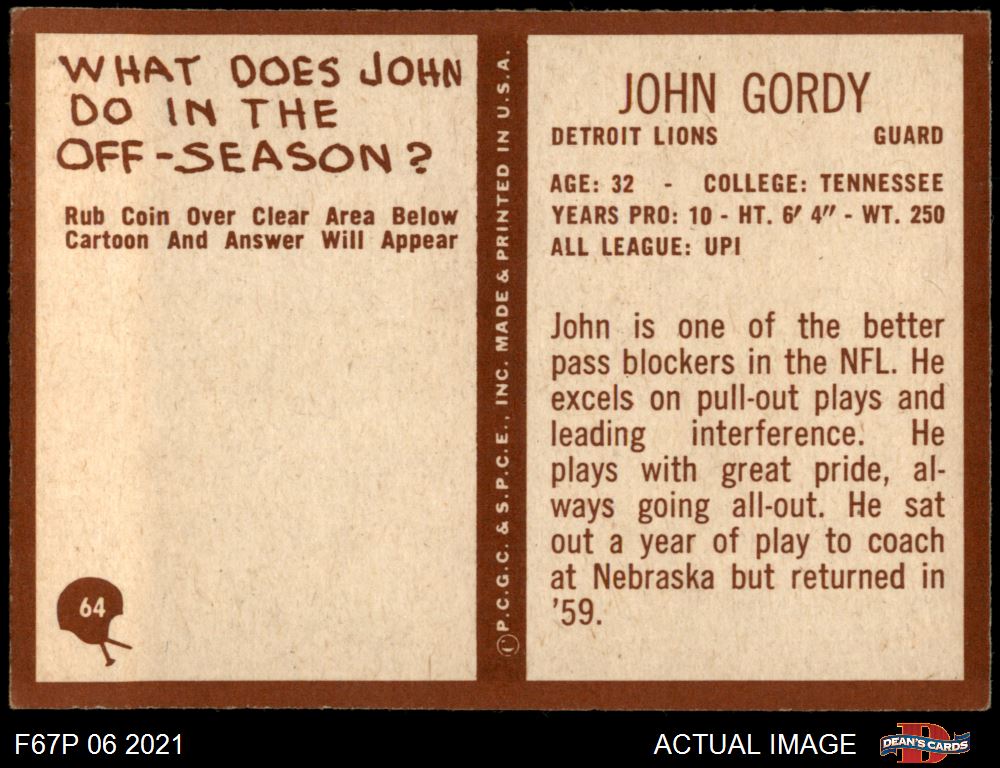 WHAT DOES JOHN
DO IN THE
OFF-SEASON?
Rub Coin Over Clear Area Below
Cartoon And Answer Will Appear
64
© P.C.G.C. & S.P.C.E., INC. MADE & PRINTED IN U.S.A.
JOHN GORDY
DETROIT LIONS GUARD
AGE: 32 - COLLEGE: TENNESSEE
YEARS PRO: 10 - HT. 6' 4" - WT. 250
ALL LEAGUE: UPI
John is one of the better
pass blockers in the NFL. He
excels on pull-out plays and
leading interference. He
plays with great pride, al-
ways going all-out. He sat
out a year of play to coach
at Nebraska but returned in
'59.
F67P 06 2021
ACTUAL IMAGE
DEAN'S CARDS